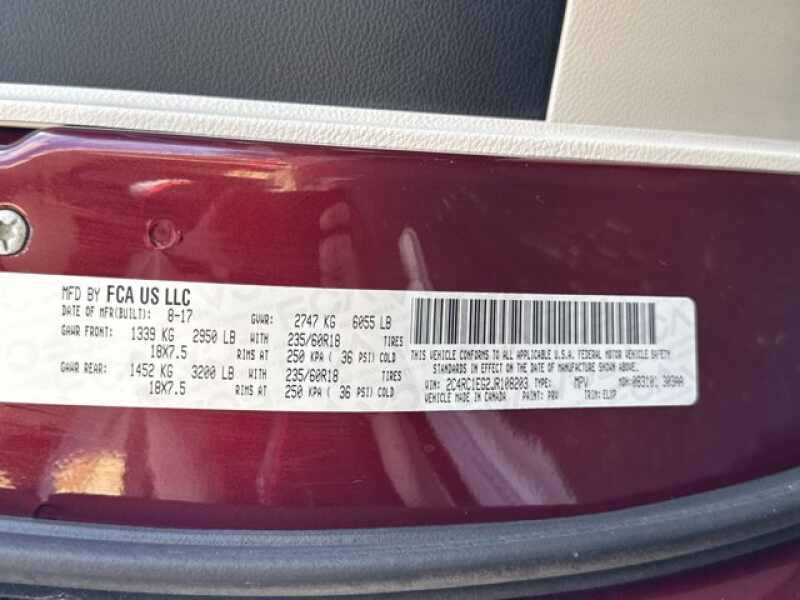 MFD BY FCA US LLC
DATE OF MFR(BUILT): 8-17 GVWR: 2747 KG 6055 LB
GAWR FRONT: 1339 KG 2950 LB WITH 235/60R18 TIRES
18X7.5 RIMS AT 250 KPA ( 36 PSI) COLD
GAWR REAR: 1452 KG 3200 LB WITH 235/60R18 TIRES
18X7.5 RIMS AT 250 KPA ( 36 PSI) COLD
THIS VEHICLE CONFORMS TO ALL APPLICABLE U.S.A. FEDERAL MOTOR VEHICLE SAFETY
STANDARDS IN EFFECT ON THE DATE OF MANUFACTURE SHOWN ABOVE.
VIN: 2C4RC1EG2JR108203 TYPE: MPV MDH: 083101 303AA
VEHICLE MADE IN CANADA PAINT: PRV TRIM: ELXP